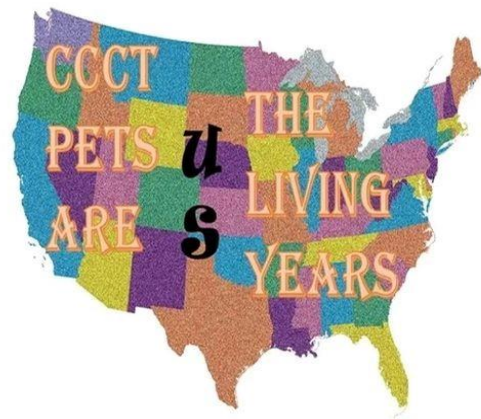 CCCT
PETS
ARE
u
s
THE
LIVING
YEARS